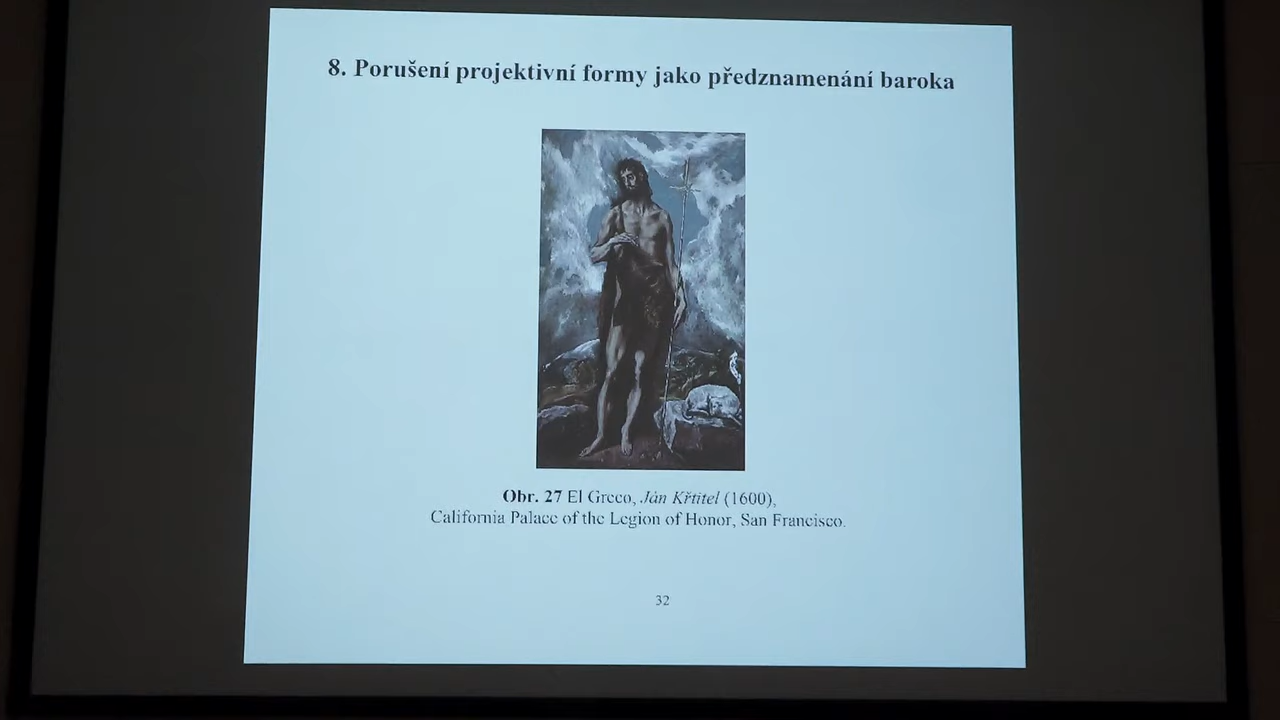 8. Porušení projektivní formy jako předznamenání baroka
Obr. 27 El Greco, Ján Křtitel (1600),
California Palace of the Legion of Honor, San Francisco.
32